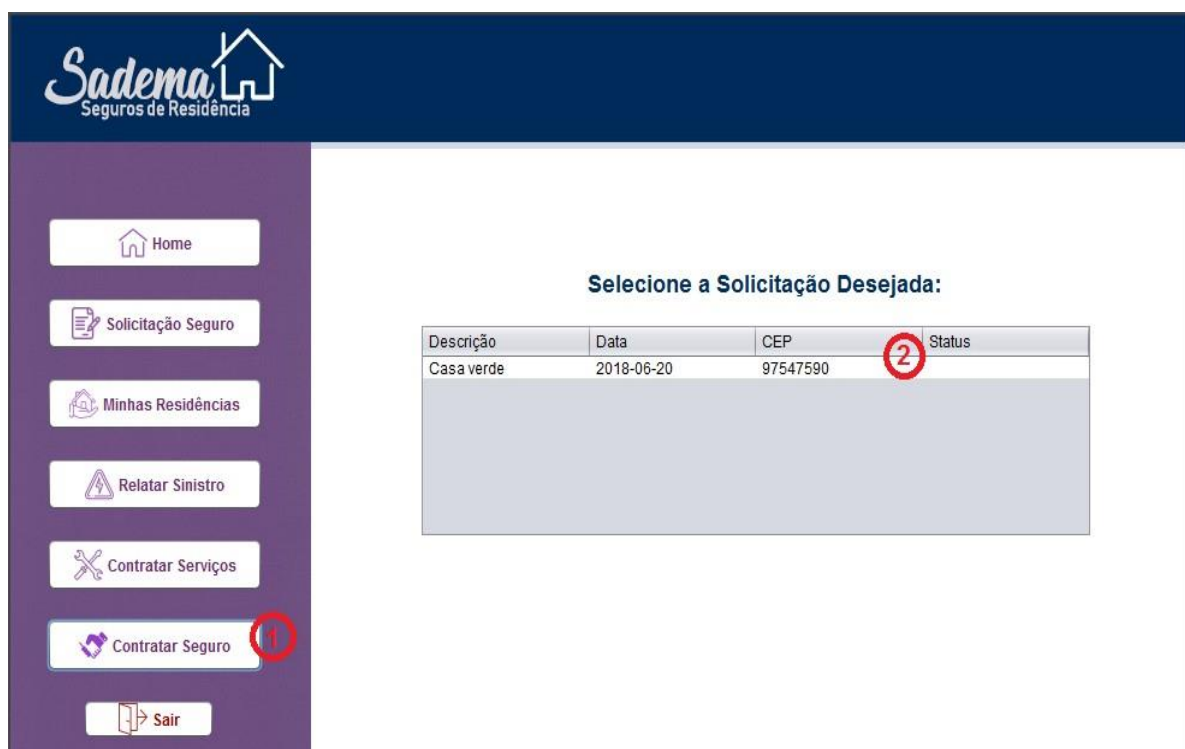 Sadema
Seguros de Residência
Home
Solicitação Seguro
Minhas Residências
Relatar Sinistro
Contratar Serviços
Contratar Seguro 1
Sair
Selecione a Solicitação Desejada:
Descrição Data CEP 2 Status
Casa verde 2018-06-20 97547590